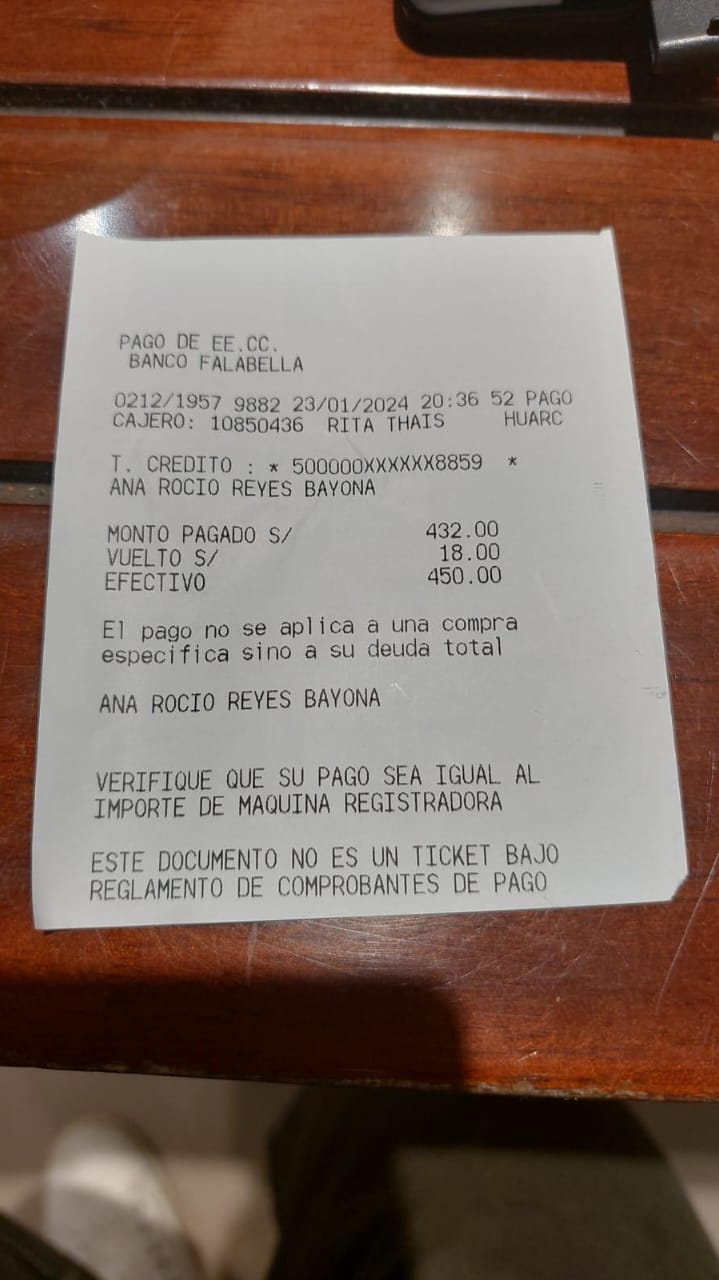 PAGO DE EE.CC.
BANCO FALABELLA
0212/1957 9882 23/01/2024 20:36 52 PAGO
CAJERO: 10850436 RITA THAIS HUARC
T. CREDITO : * 500000XXXXXX8859 *
ANA ROCIO REYES BAYONA
MONTO PAGADO S/ 432.00
VUELTO S/ 18.00
EFECTIVO 450.00
El pago no se aplica a una compra
especifica sino a su deuda total
ANA ROCIO REYES BAYONA
VERIFIQUE QUE SU PAGO SEA IGUAL AL
IMPORTE DE MAQUINA REGISTRADORA
ESTE DOCUMENTO NO ES UN TICKET BAJO
REGLAMENTO DE COMPROBANTES DE PAGO